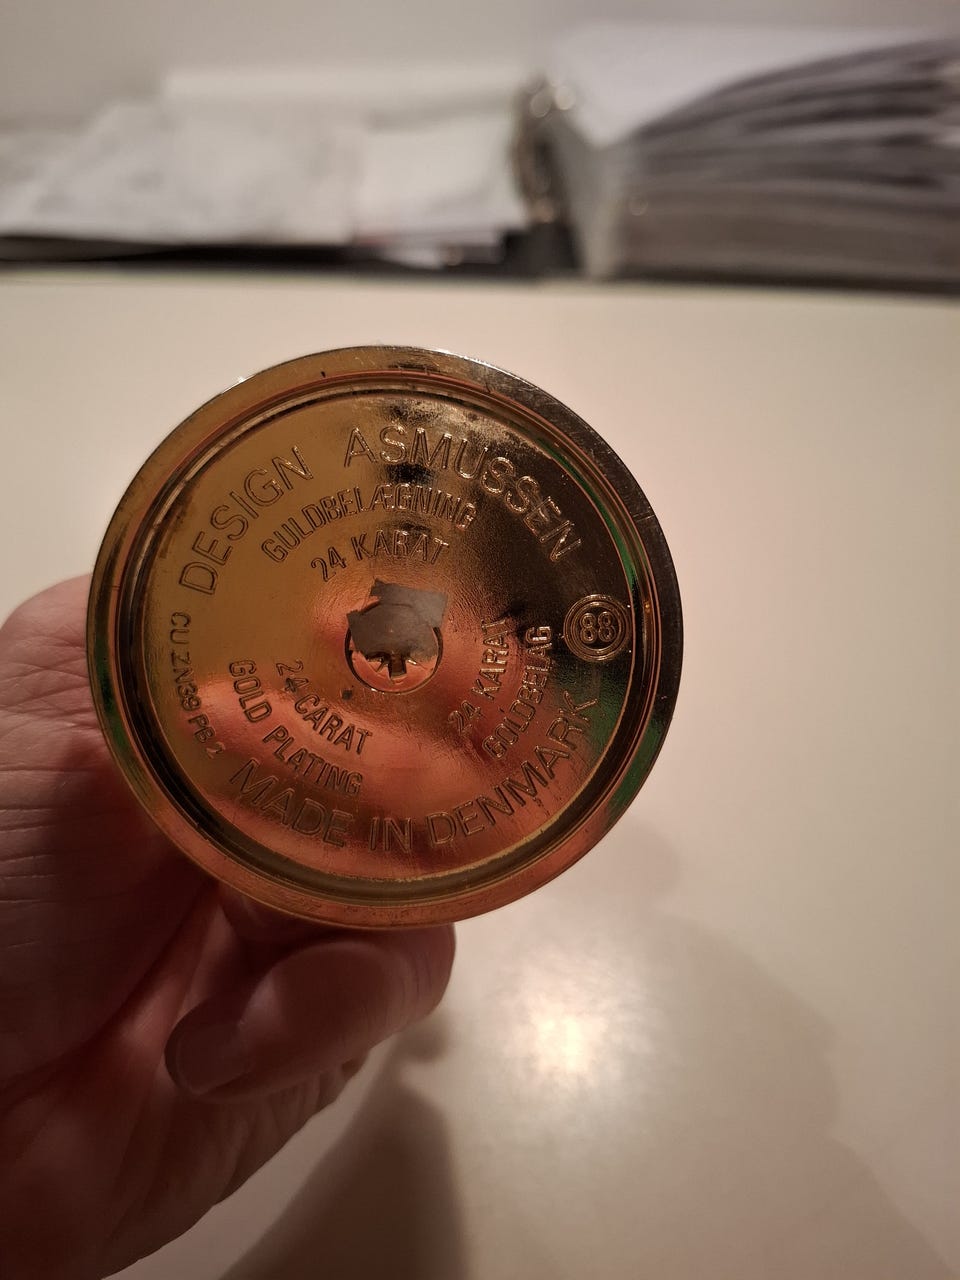 DESIGN ASMUSSEN
GULDBELÆGNING
24 KARAT
88
24 KARAT
GOLDBELAG
24 CARAT
GOLD PLATING
CU ZN39 PB 2
MADE IN DENMARK